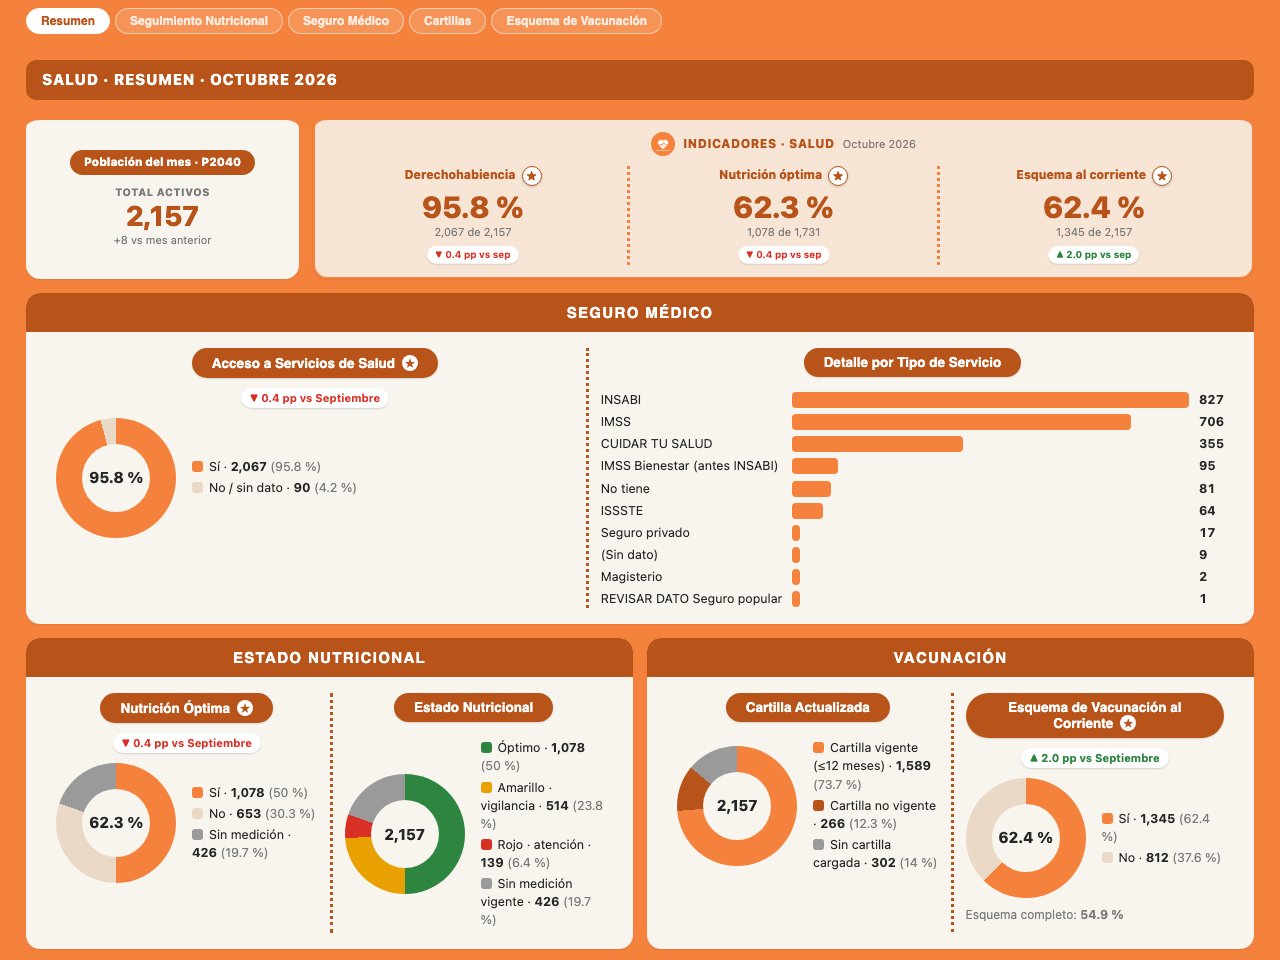 Resumen
Seguimiento Nutricional
Seguro Médico
Cartillas
Esquema de Vacunación
SALUD · RESUMEN · OCTUBRE 2026
Población del mes · P2040
TOTAL ACTIVOS
2,157
+8 vs mes anterior
INDICADORES · SALUD Octubre 2026
Derechohabiencia
95.8 %
2,067 de 2,157
▼ 0.4 pp vs sep
Nutrición óptima
62.3 %
1,078 de 1,731
▼ 0.4 pp vs sep
Esquema al corriente
62.4 %
1,345 de 2,157
▲ 2.0 pp vs sep
SEGURO MÉDICO
Acceso a Servicios de Salud
▼ 0.4 pp vs Septiembre
95.8 %
Sí · 2,067 (95.8 %)
No / sin dato · 90 (4.2 %)
Detalle por Tipo de Servicio
INSABI 827
IMSS 706
CUIDAR TU SALUD 355
IMSS Bienestar (antes INSABI) 95
No tiene 81
ISSSTE 64
Seguro privado 17
(Sin dato) 9
Magisterio 2
REVISAR DATO Seguro popular 1
ESTADO NUTRICIONAL
Nutrición Óptima
▼ 0.4 pp vs Septiembre
62.3 %
Sí · 1,078 (50 %)
No · 653 (30.3 %)
Sin medición ·
426 (19.7 %)
Estado Nutricional
2,157
Óptimo · 1,078
(50 %)
Amarillo ·
vigilancia · 514 (23.8
%)
Rojo · atención ·
139 (6.4 %)
Sin medición
vigente · 426 (19.7
%)
VACUNACIÓN
Cartilla Actualizada
2,157
Cartilla vigente
(≤12 meses) · 1,589
(73.7 %)
Cartilla no vigente
· 266 (12.3 %)
Sin cartilla
cargada · 302 (14 %)
Esquema de Vacunación al
Corriente
▲ 2.0 pp vs Septiembre
62.4 %
Sí · 1,345 (62.4
%)
No · 812 (37.6 %)
Esquema completo: 54.9 %